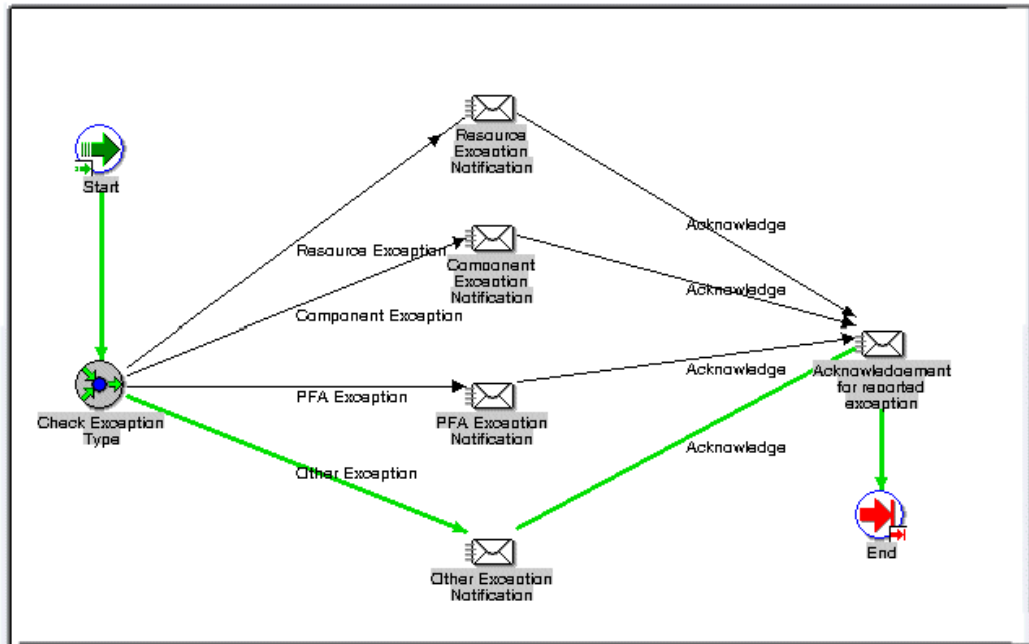 Resource
Exception
Notification
Start
Acknowledge
Resource Exception
Component
Exception
Notification
Acknowledge
Component Exception
Acknowledgement
for reported
exception
Acknowledge
PFA Exception
PFA Exception
Notification
Check Exception
Type
Acknowledge
Other Exception
End
Other Exception
Notification